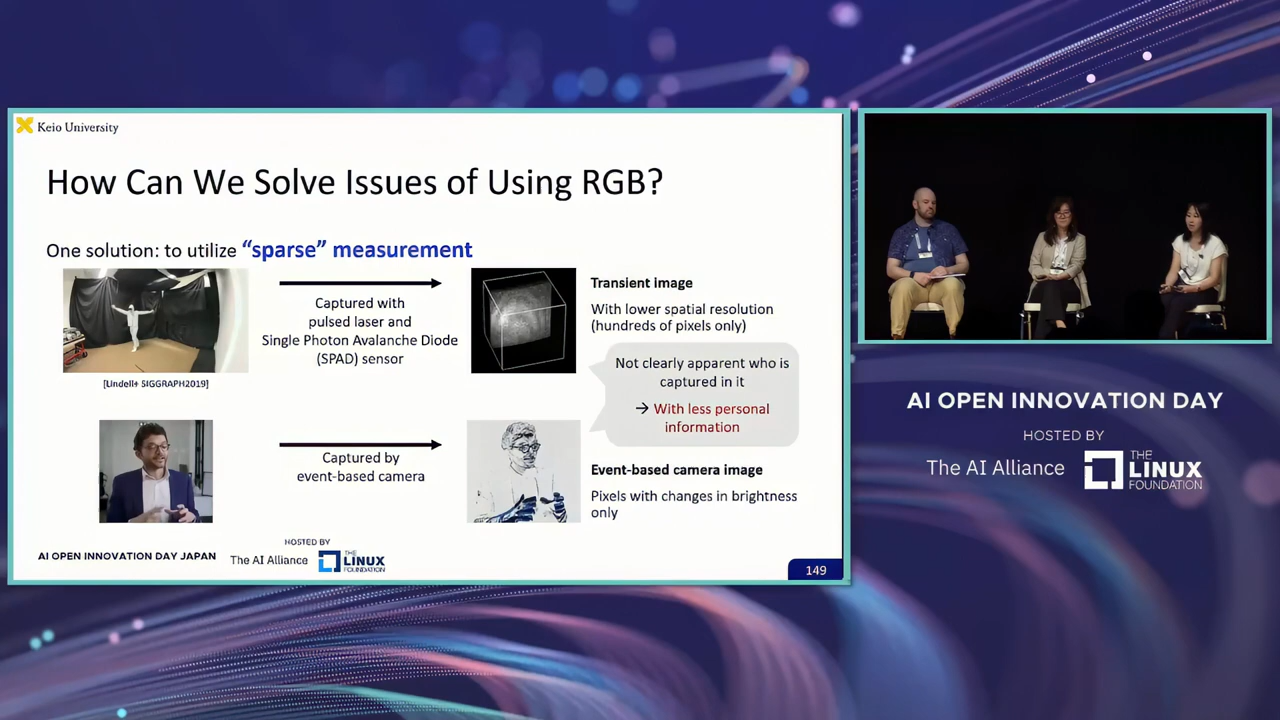 Keio University
How Can We Solve Issues of Using RGB?
One solution: to utilize “sparse” measurement
Captured with
pulsed laser and
Single Photon Avalanche Diode
(SPAD) sensor
[Lindell+ SIGGRAPH2019]
Transient image
With lower spatial resolution
(hundreds of pixels only)
Not clearly apparent who is
captured in it
→ With less personal
information
Captured by
event-based camera
Event-based camera image
Pixels with changes in brightness
only
AI OPEN INNOVATION DAY JAPAN
HOSTED BY
The AI Alliance
THE
LINUX
FOUNDATION
149
AI OPEN INNOVATION DAY
HOSTED BY
The AI Alliance
THE
LINUX
FOUNDATION